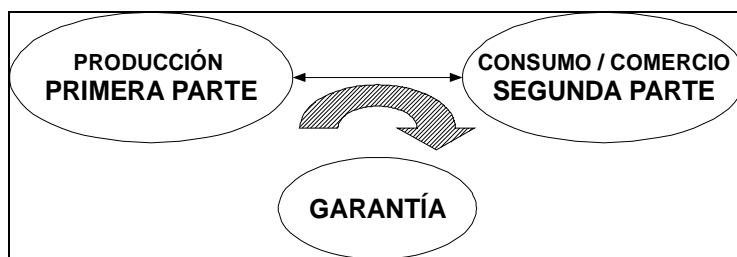 PRODUCCIÓN
PRIMERA PARTE
CONSUMO / COMERCIO
SEGUNDA PARTE
GARANTÍA